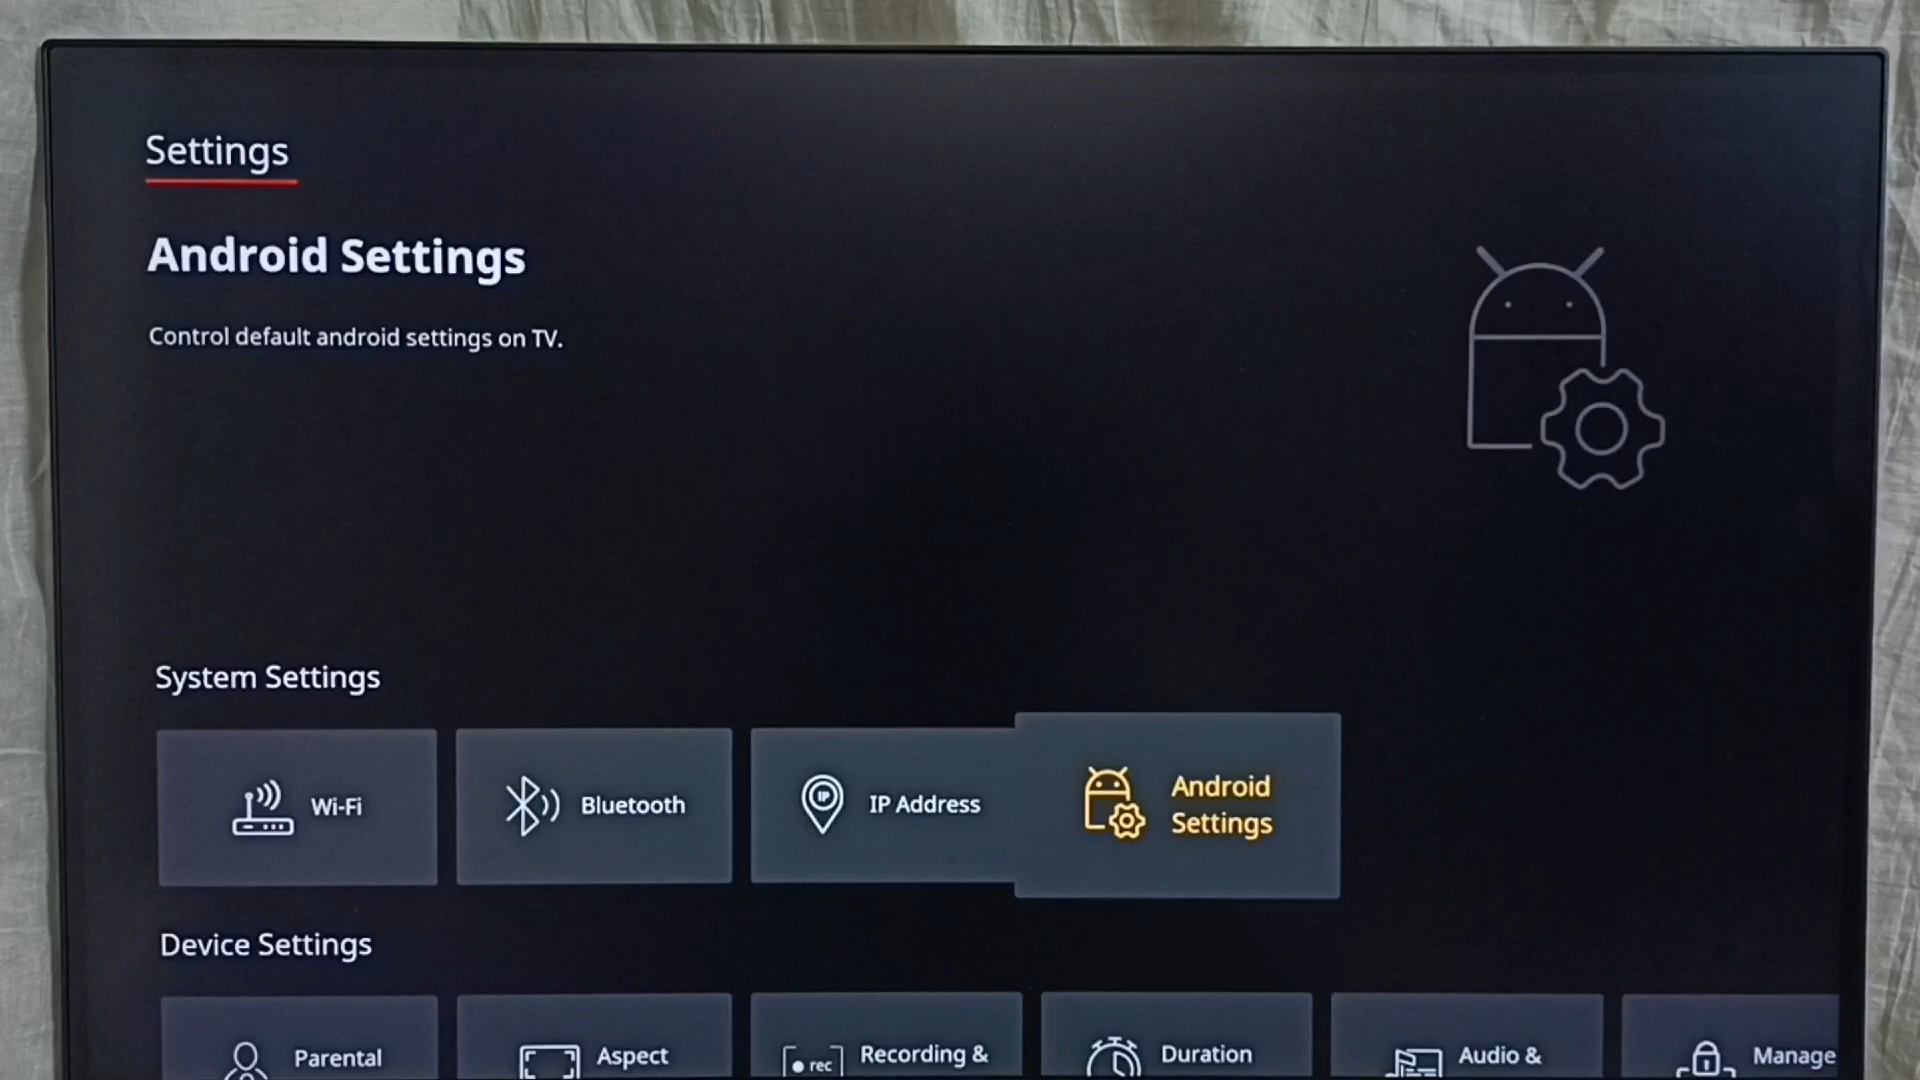 Settings
Android Settings
Control default android settings on TV.
System Settings
Wi-Fi
Bluetooth
IP
IP Address
Android
Settings
Device Settings
Parental
Aspect
rec
Recording &
Duration
Audio &
Manage